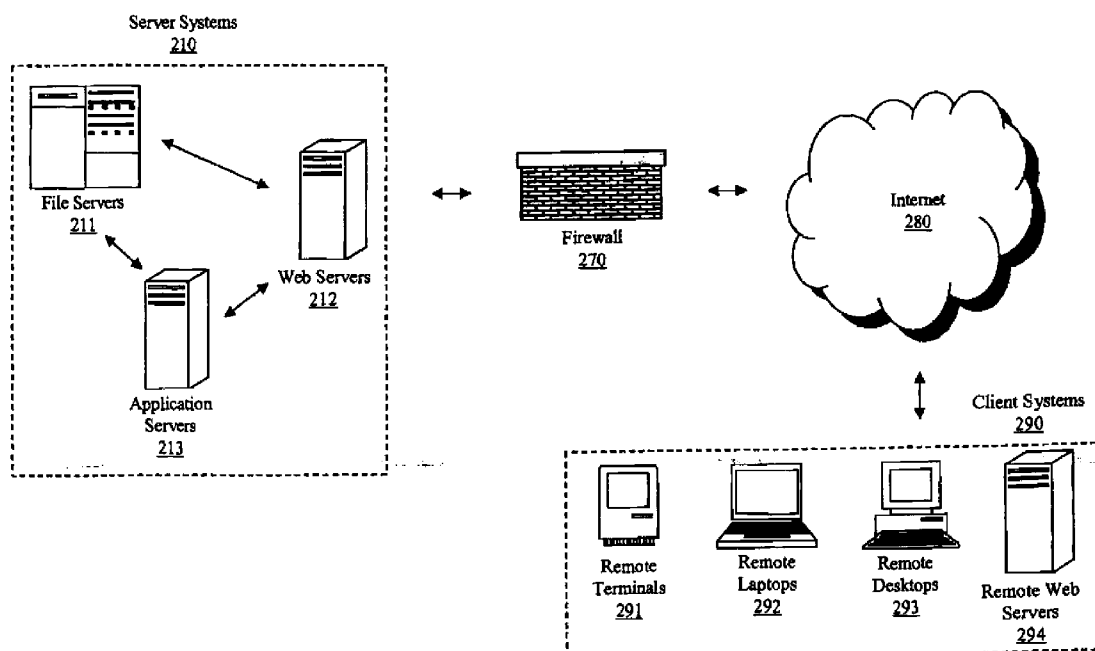 Server Systems
210
File Servers
211
Web Servers
212
Application
Servers
213
Firewall
270
Internet
280
Client Systems
290
Remote
Terminals
291
Remote
Laptops
292
Remote
Desktops
293
Remote Web
Servers
294